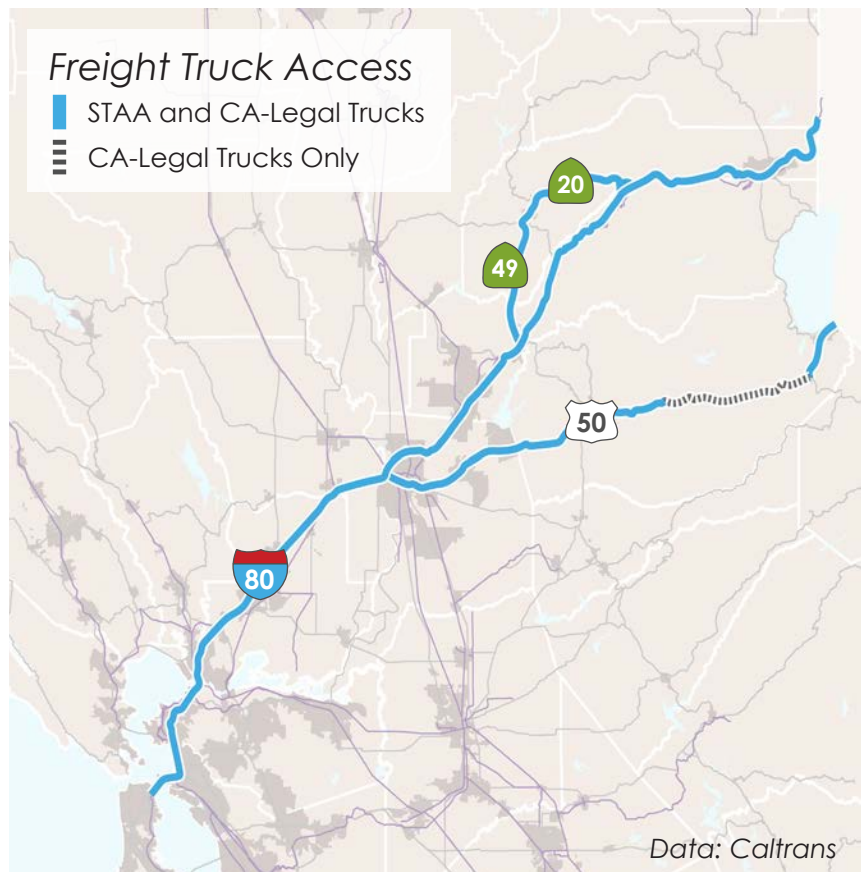 Freight Truck Access
STAA and CA-Legal Trucks
CA-Legal Trucks Only
20
49
50
80
Data: Caltrans